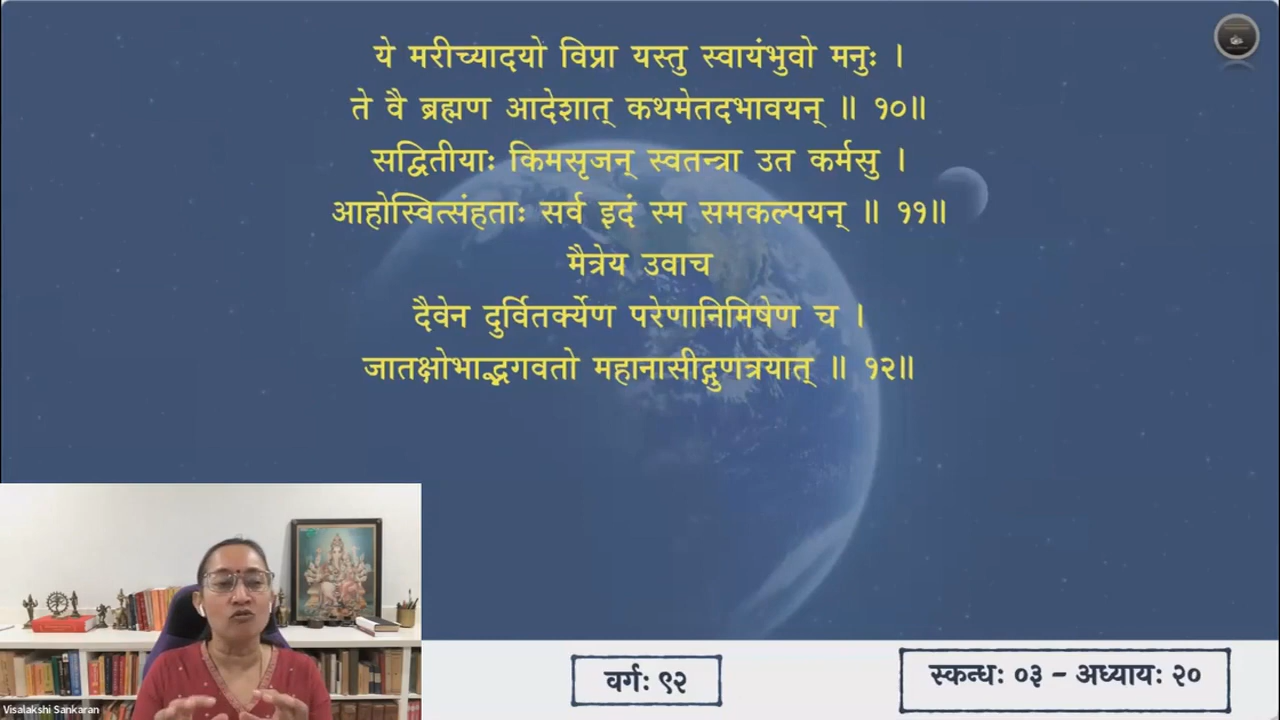 ये मरीच्यादयो विप्रा यस्तु स्वायंभुवो मनुः ।
ते वै ब्रह्मण आदेशात् कथमेतदभावयन् ॥ १०॥
सद्वितीयाः किमसृजन् स्वतन्त्रा उत कर्मसु ।
आहोस्वित्संहताः सर्व इदं स्म समकल्पयन् ॥ ११॥
मैत्रेय उवाच
दैवेन दुर्वितर्क्येण परेणानिमिषेण च ।
जातक्षोभाद्भगवतो महानासीद्गुणत्रयात् ॥ १२॥
Visalakshi Sankaran
वर्गः ९२
स्कन्धः ०३ - अध्यायः २०